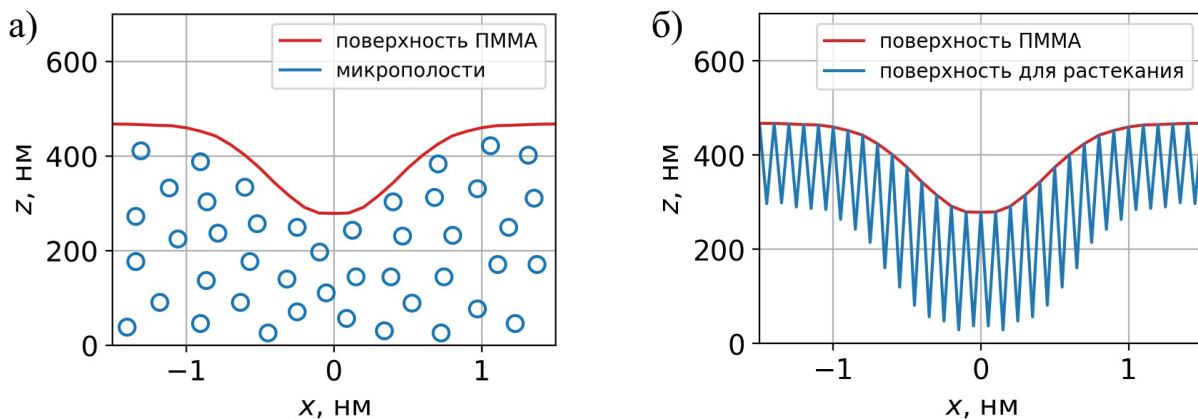 а)
600
400
200
0
z, нм
поверхность ПММА
микрополости
−1
0
1
x, нм
б)
600
400
200
0
z, нм
поверхность ПММА
поверхность для растекания
−1
0
1
x, нм